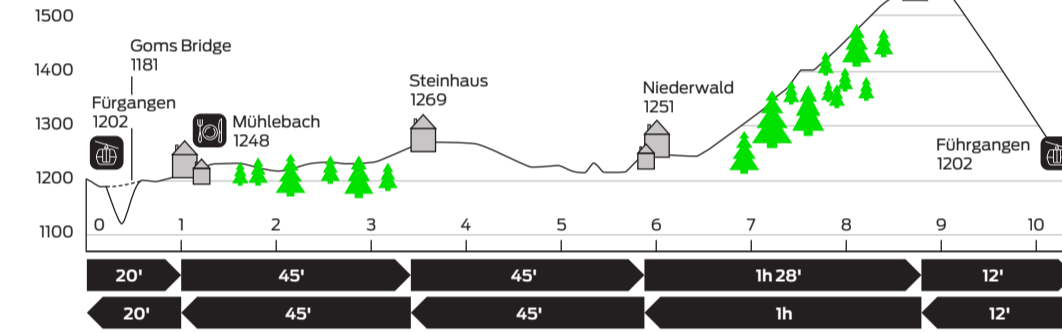 1500
Goms Bridge
1181
1400
Steinhaus
1269
Niederwald
1251
Fürgangen
1202
1300
Mühlebach
1248
Führgangen
1202
1200
1100
0 1 2 3 4 5 6 7 8 9 10
20' 45' 45' 1h 28' 12'
20' 45' 45' 1h 12'